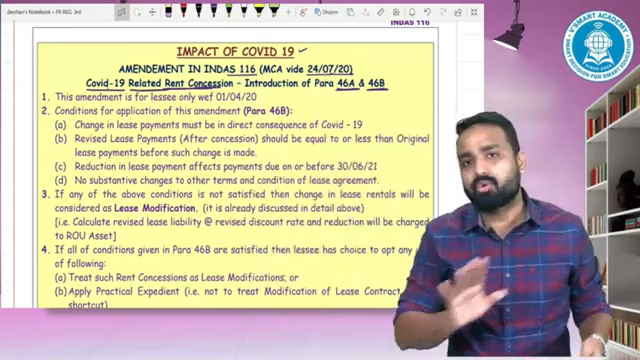 darshan's Notebook » FR REG. 3rd
Shapes
INDAS 116
IMPACT OF COVID 19
AMENDEMENT IN INDAS 116 (MCA vide 24/07/20)
Covid-19 Related Rent Concession - Introduction of Para 46A & 46B
1. This amendment is for lessee only wef 01/04/20
2. Conditions for application of this amendment (Para 46B):
(a) Change in lease payments must be in direct consequence of Covid - 19
(b) Revised Lease Payments (After concession) should be equal to or less than Original
lease payments before such change is made.
(c) Reduction in lease payment affects payments due on or before 30/06/21
(d) No substantive changes to other terms and condition of lease agreement.
3. If any of the above conditions is not satisfied then change in lease rentals will be
considered as Lease Modification. (it is already discussed in detail above)
[i.e. Calculate revised lease liability @ revised discount rate and reduction will be charged
to ROU Asset]
4. If all of conditions given in Para 46B are satisfied then lessee has choice to opt any
of following:
(a) Treat such Rent Concessions as Lease Modifications; or
(b) Apply Practical Expedient (i.e. not to treat Modification of Lease Contract,
shortcut)
V'SMART ACADEMY
SMART DECISION FOR SMART EDUCATION